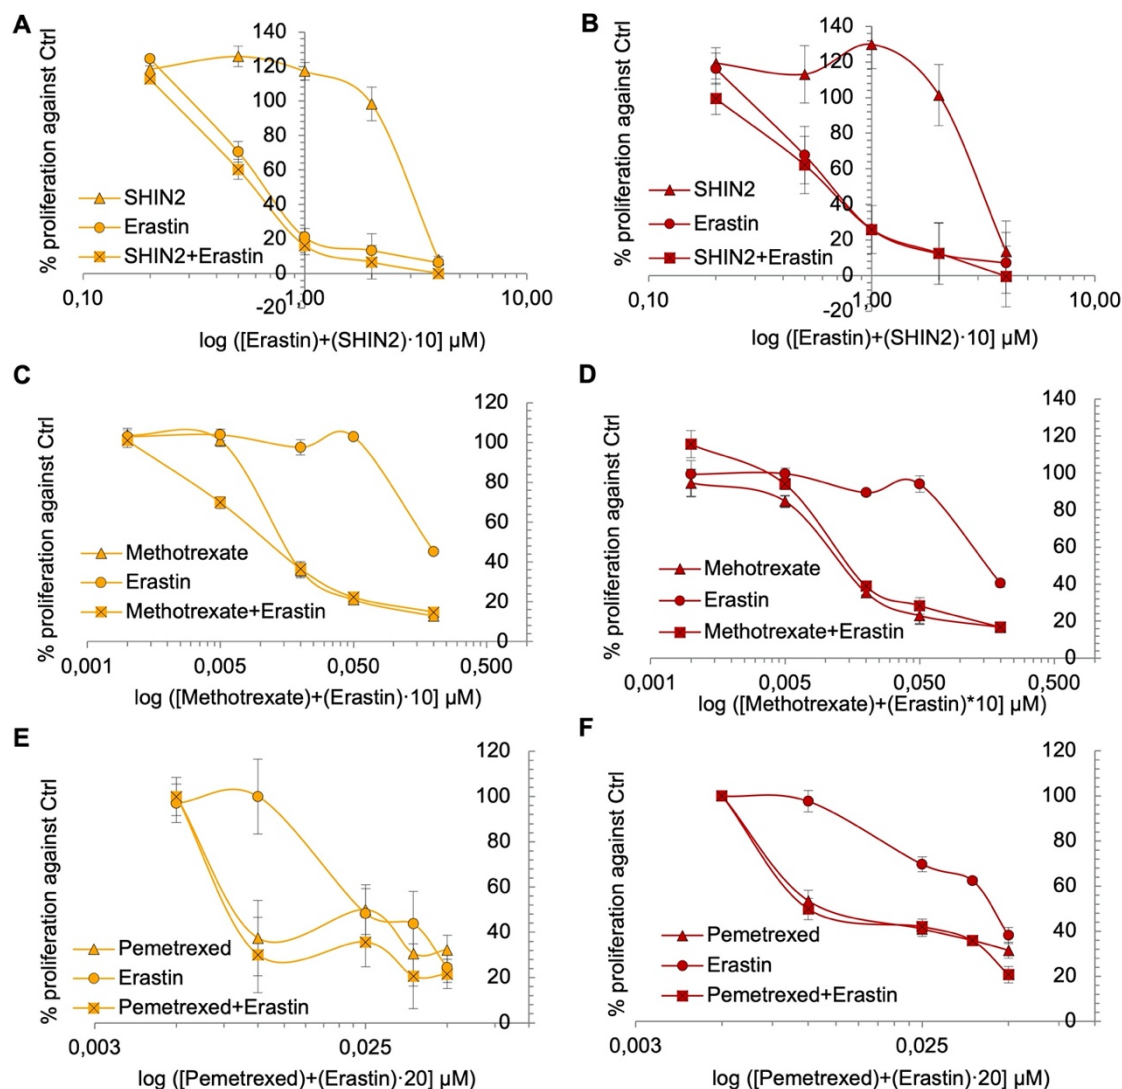 A
% proliferation against Ctrl
140
120
100
80
60
40
20
0
-20
SHIN2
Erastin
SHIN2+Erastin
0,10
1,00
10,00
log ([Erastin)+(SHIN2)·10] µM)
B
% proliferation against Ctrl
140
120
100
80
60
40
20
0
-20
SHIN2
Erastin
SHIN2+Erastin
0,10
1,00
10,00
log ([Erastin)+(SHIN2)·10] µM)
C
% proliferation against Ctrl
120
100
80
60
40
20
0
Methotrexate
Erastin
Methotrexate+Erastin
0,001
0,005
0,050
0,500
log ([Methotrexate)+(Erastin)·10] µM)
D
% proliferation against Ctrl
140
120
100
80
60
40
20
0
Mehotrexate
Erastin
Methotrexate+Erastin
0,001
0,005
0,050
0,500
log ([Methotrexate)+(Erastin)*10] µM)
E
% proliferation against Ctrl
120
100
80
60
40
20
0
Pemetrexed
Erastin
Pemetrexed+Erastin
0,003
0,025
log ([Pemetrexed)+(Erastin)·20] µM)
F
% proliferation against Ctrl
120
100
80
60
40
20
0
Pemetrexed
Erastin
Pemetrexed+Erastin
0,003
0,025
log ([Pemetrexed)+(Erastin)·20] µM)